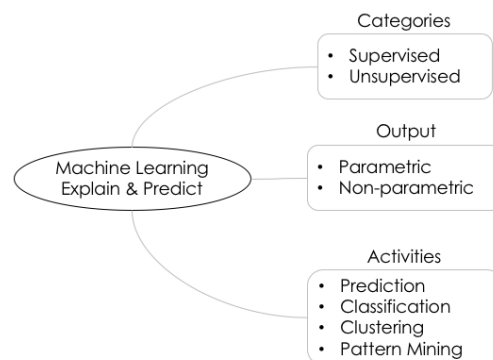 Categories
• Supervised
• Unsupervised
Machine Learning
Explain & Predict
Output
• Parametric
• Non-parametric
Activities
• Prediction
• Classification
• Clustering
• Pattern Mining